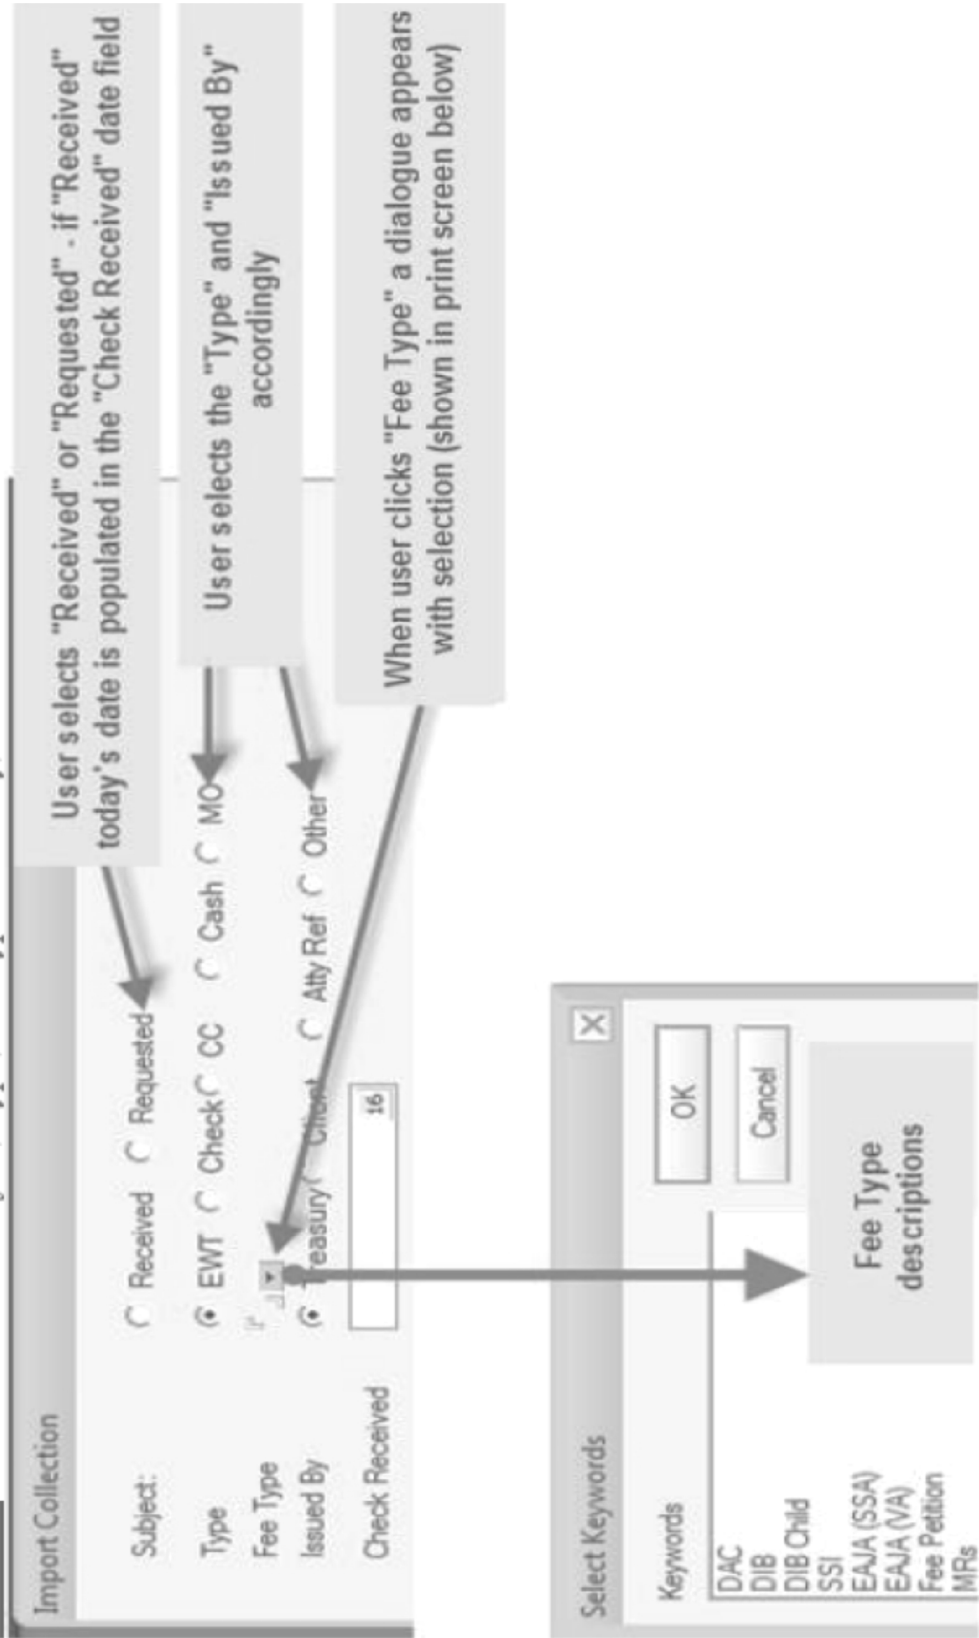 User selects "Received" or "Requested" - if "Received"
today's date is populated in the "Check Received" date field
User selects the "Type" and "Issued By"
accordingly
When user clicks "Fee Type" a dialogue appears
with selection (shown in print screen below)
Import Collection
Subject: Received Requested
Type EWT Check CC Cash MO
Fee Type
Issued By Treasury Client Atty Ref Other
Check Received 16
Select Keywords
Keywords
OK
Cancel
DAC
DIB
DIB Child
SSI
EAJA (SSA)
EAJA (VA)
Fee Petition
MRs
Fee Type
descriptions